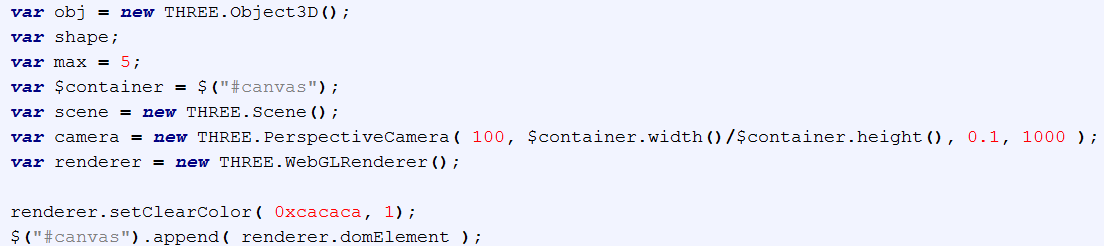 var obj = new THREE.Object3D();
var shape;
var max = 5;
var $container = $("#canvas");
var scene = new THREE.Scene();
var camera = new THREE.PerspectiveCamera( 100, $container.width()/$container.height(), 0.1, 1000 );
var renderer = new THREE.WebGLRenderer();
renderer.setClearColor( 0xcacaca, 1);
$("#canvas").append( renderer.domElement );